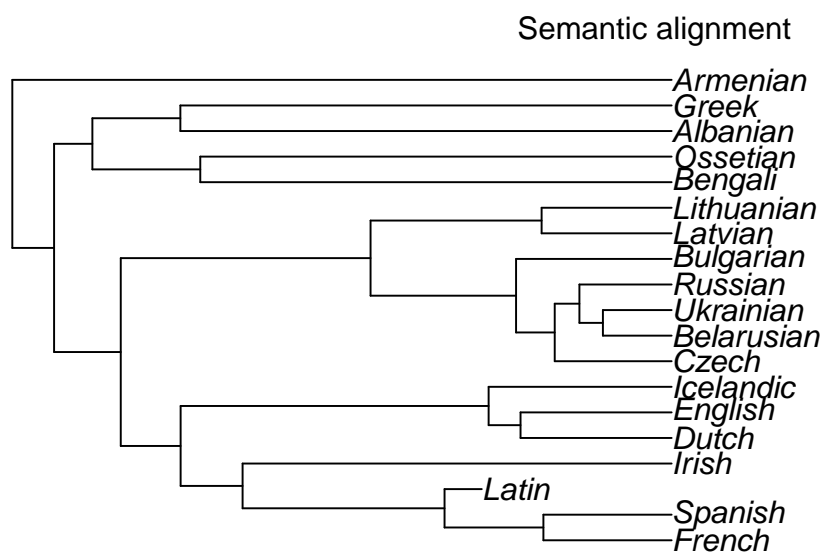 Semantic alignment
Armenian
Greek
Albanian
Ossetian
Bengali
Lithuanian
Latvian
Bulgarian
Russian
Ukrainian
Belarusian
Czech
Icelandic
English
Dutch
Irish
Latin
Spanish
French